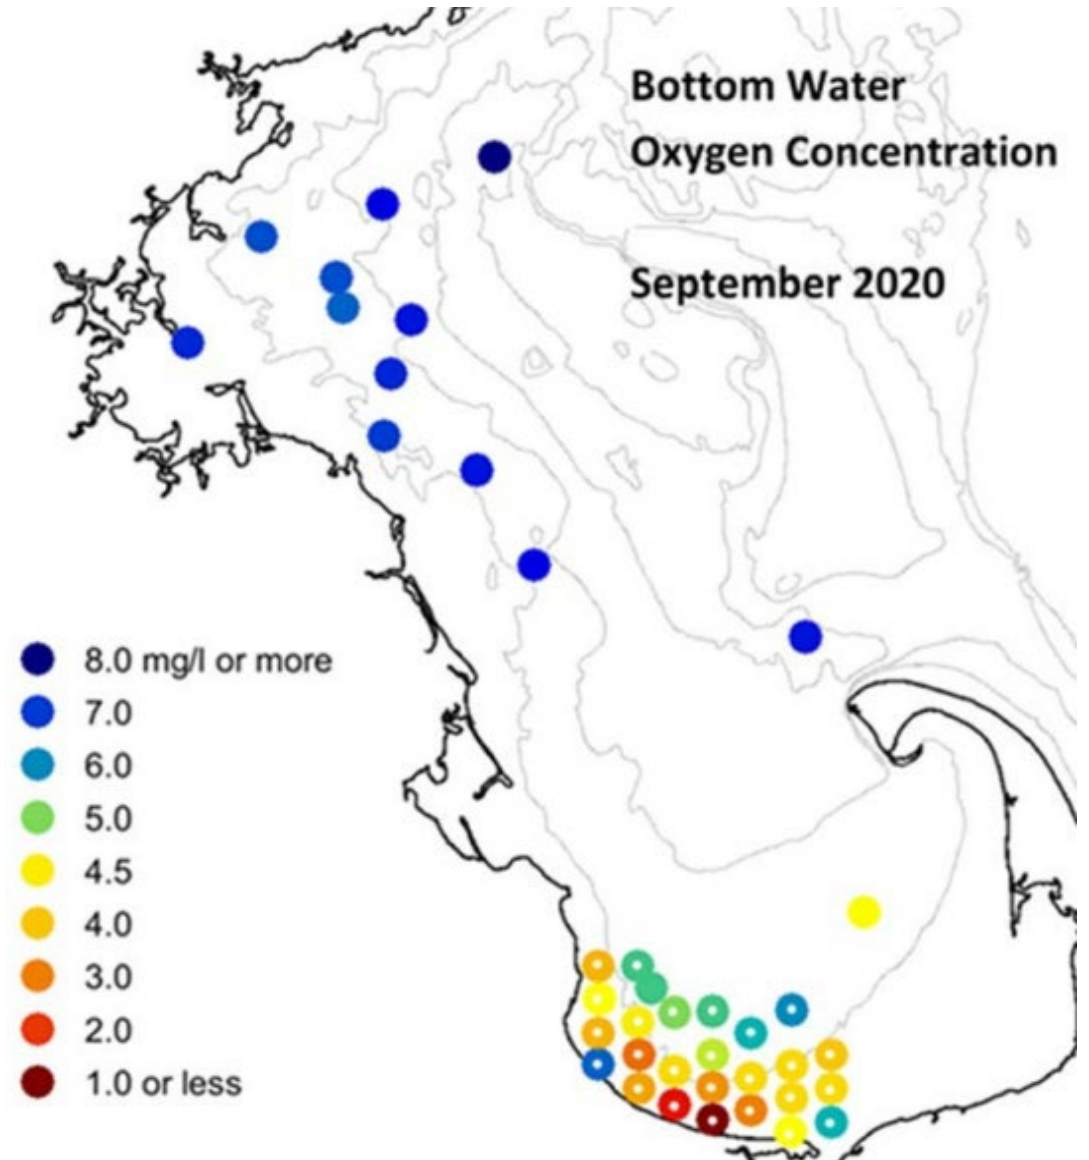 Bottom Water
Oxygen Concentration
September 2020
8.0 mg/l or more
7.0
6.0
5.0
4.5
4.0
3.0
2.0
1.0 or less